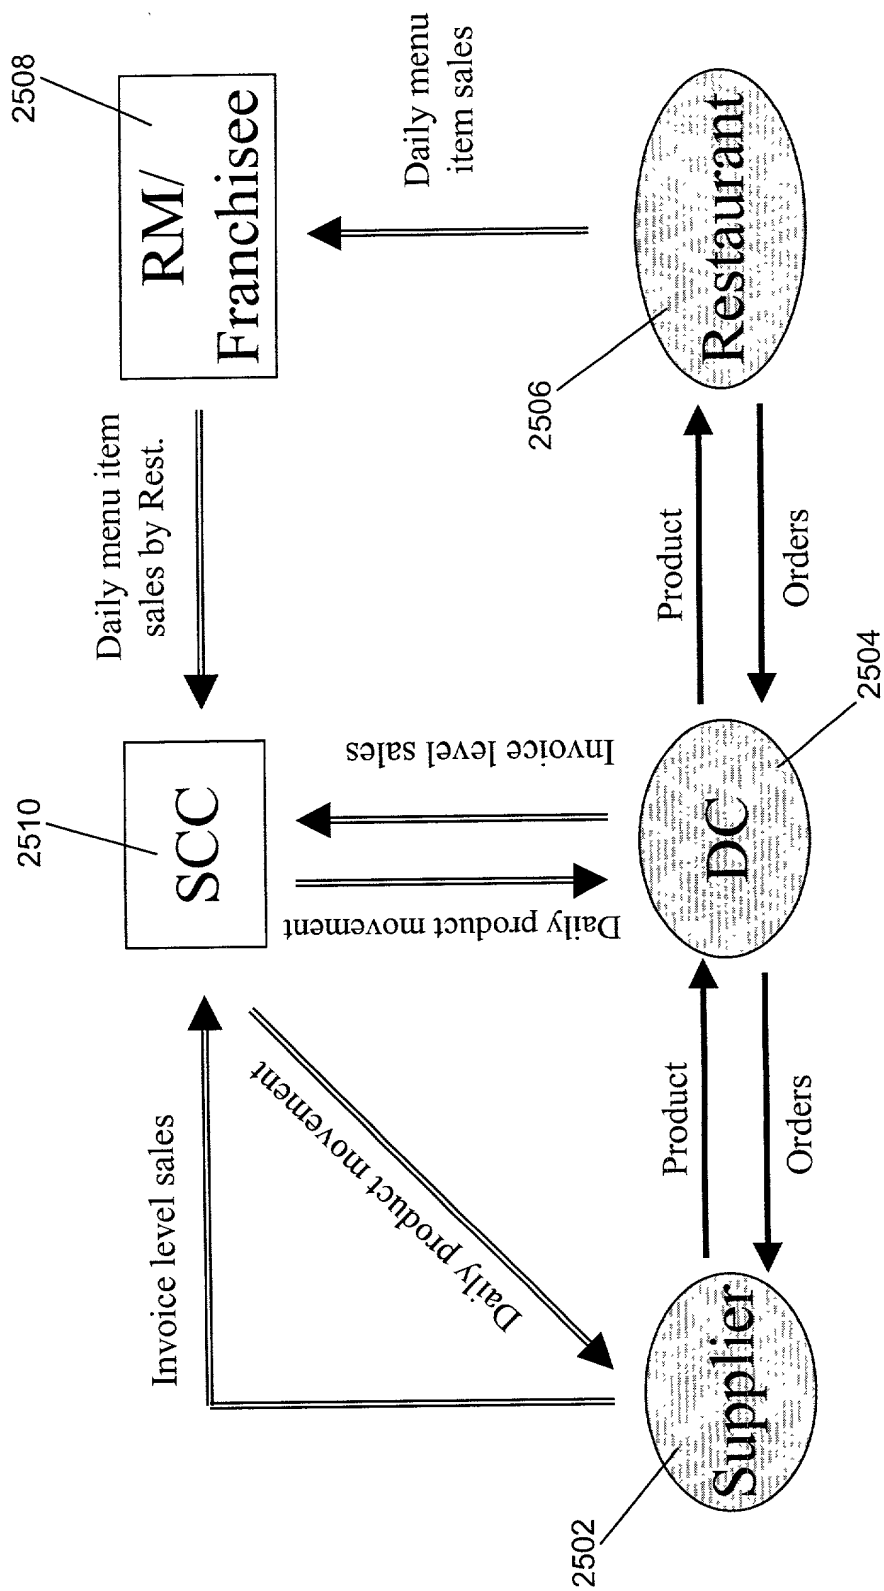 2510
2508
SCC
RM/
Franchisee
Daily menu item
sales by Rest.
Daily menu
item sales
Invoice level sales
Daily product movement
Daily product movement
Invoice level sales
2502
Supplier
Product
Orders
DC
2504
Product
Orders
2506
Restaurant